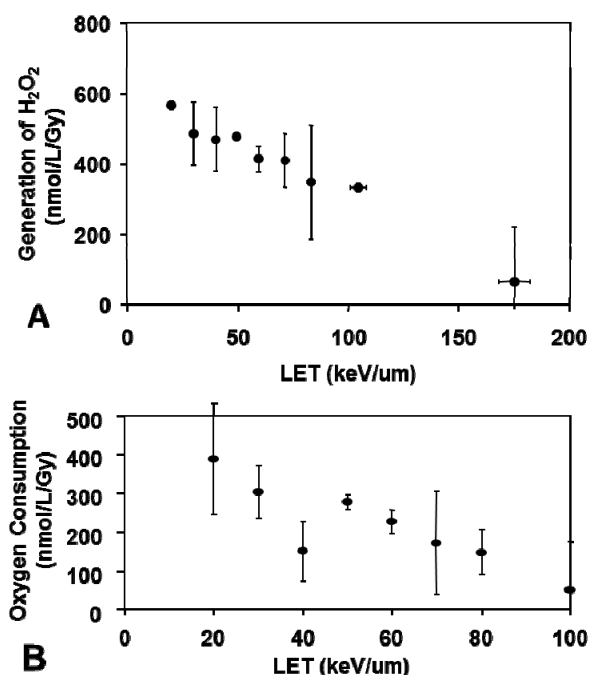 800
600
400
200
0
Generation of H₂O₂
(nmol/L/Gy)
A
0 50 100 150 200
LET (keV/um)
500
400
300
200
100
0
Oxygen Consumption
(nmol/L/Gy)
B
0 20 40 60 80 100
LET (keV/um)